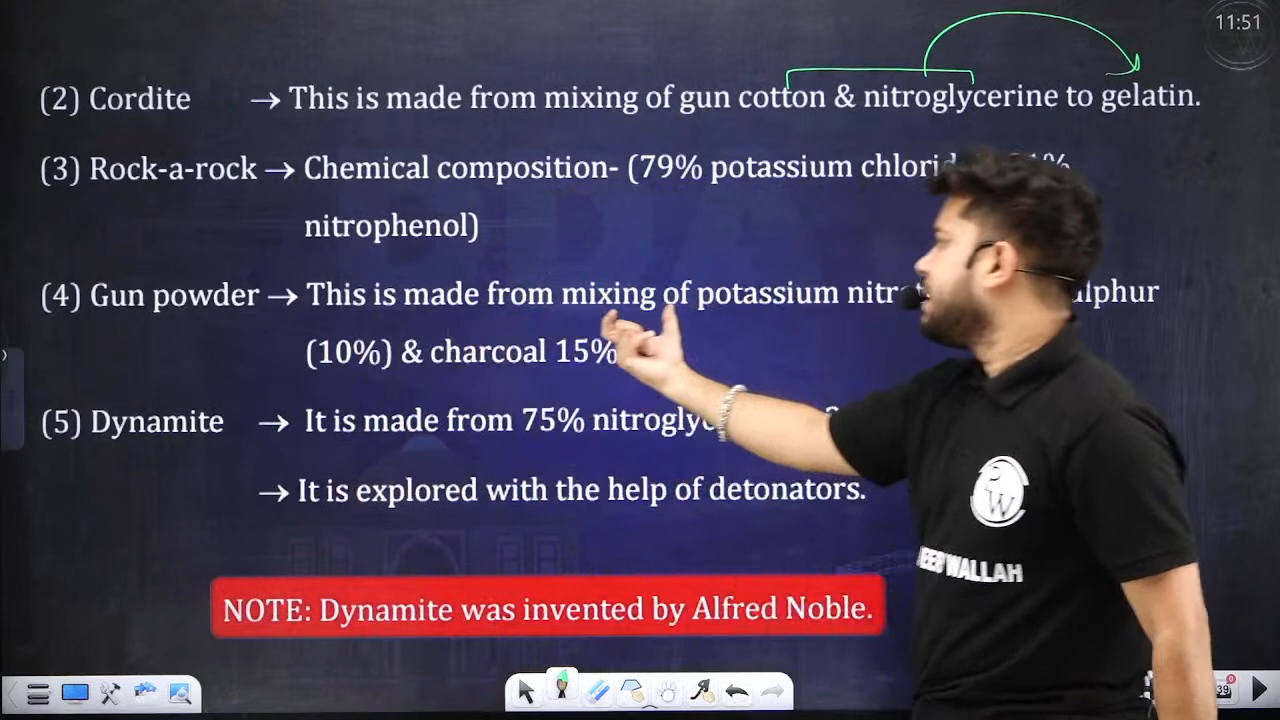 11:51
(2) Cordite → This is made from mixing of gun cotton & nitroglycerine to gelatin.
(3) Rock-a-rock → Chemical composition- (79% potassium
nitrophenol)
(4) Gun powder → This is made from mixing of potassium
(10%) & charcoal 15%
(5) Dynamite → It is made from 75%
→ It is explored with the help of detonators.
PW
WALLAH
NOTE: Dynamite was invented by Alfred Noble.
39